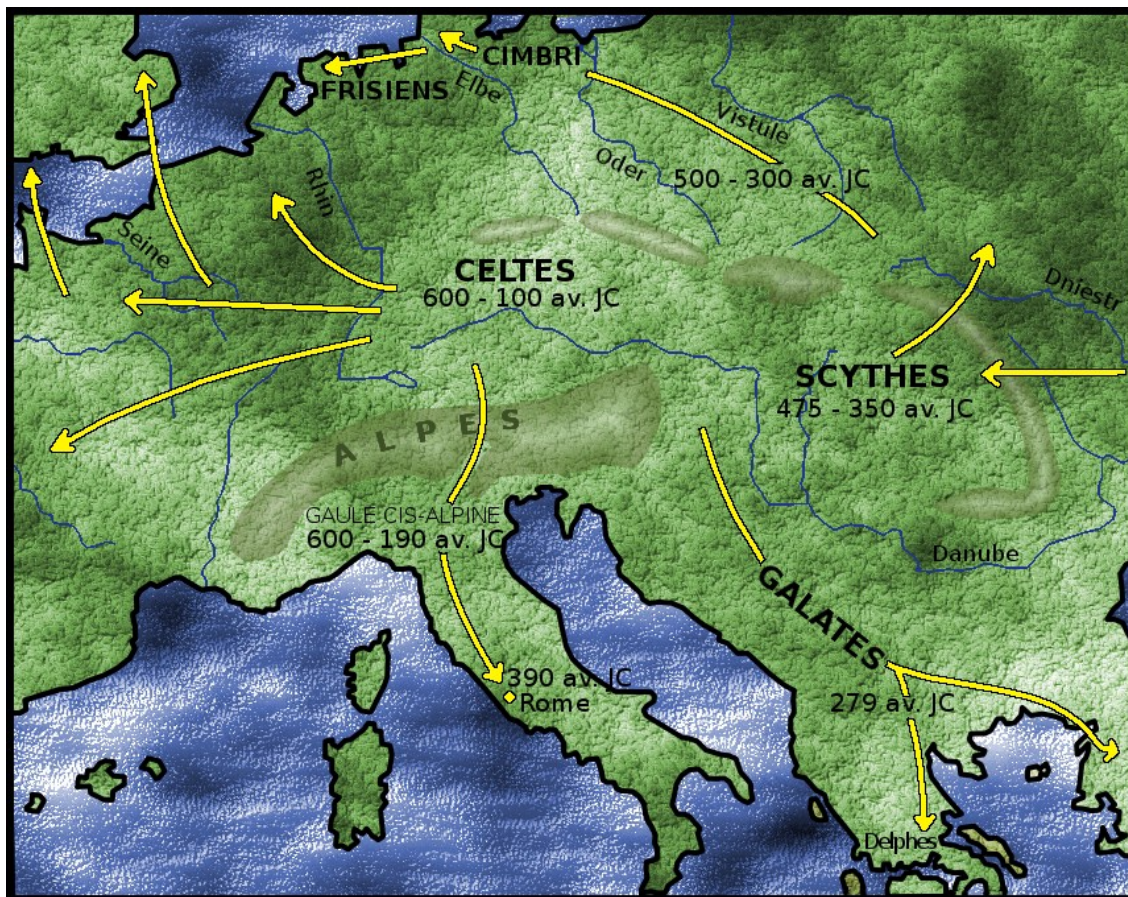 CIMBRI
FRISIENS
Elbe
Vistule
Oder
500 - 300 av. JC
Rhin
Seine
CELTES
600 - 100 av. JC
Dniestr
SCYTHES
475 - 350 av. JC
ALPES
GAULE CIS-ALPINE
600 - 190 av. JC
Danube
GALATES
390 av. JC
Rome
279 av. JC
Delphes